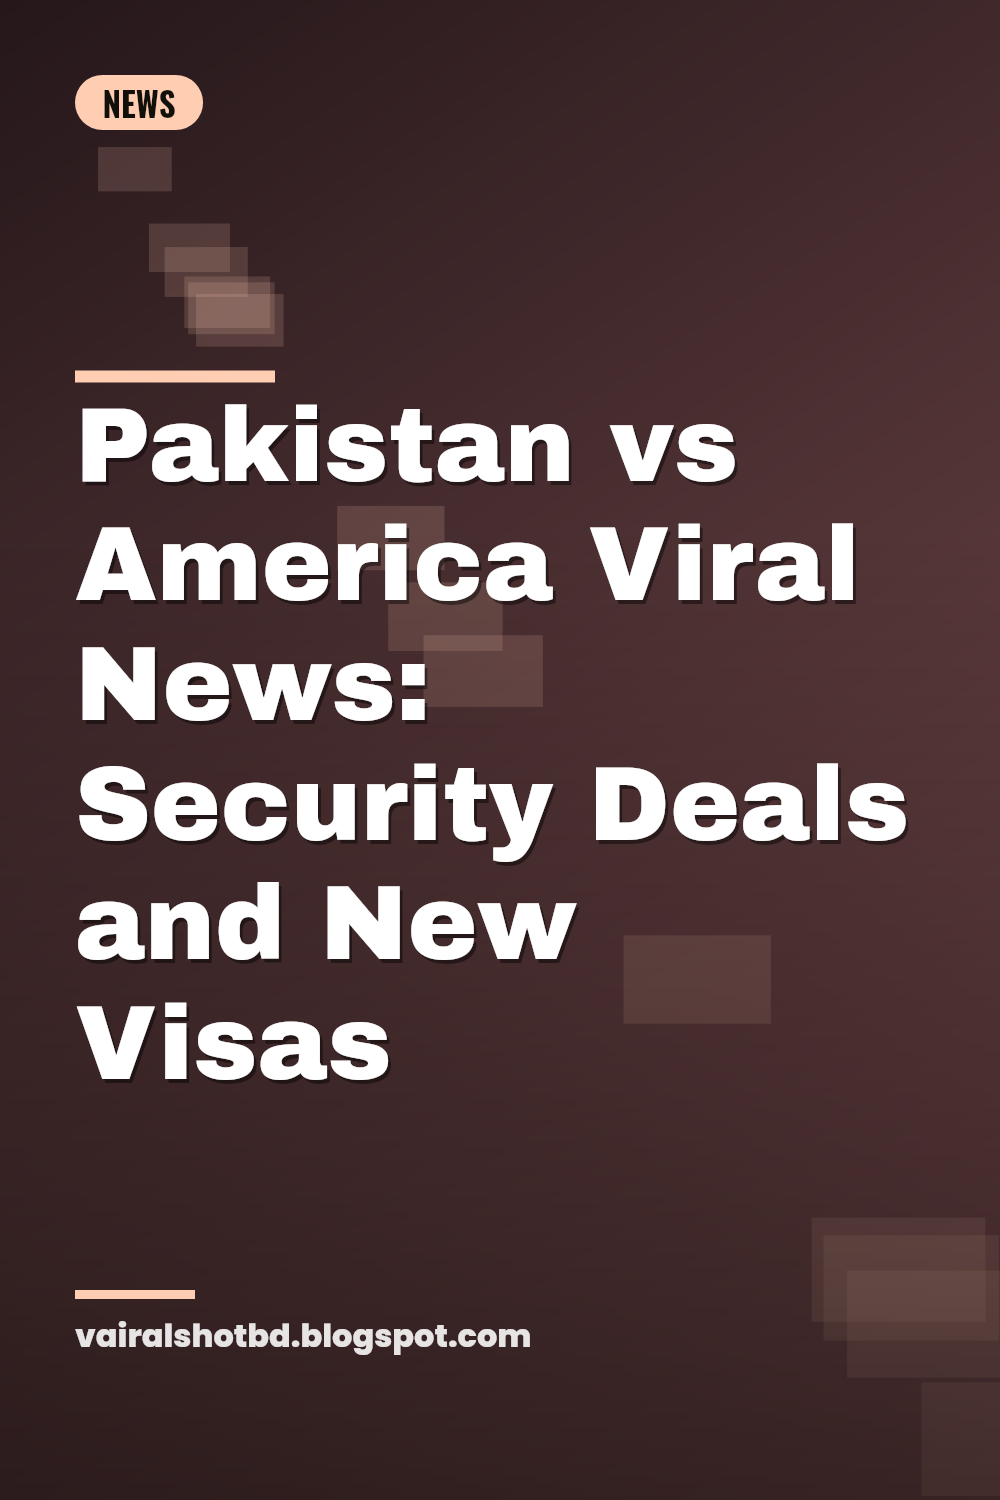 NEWS
Pakistan vs
America Viral
News:
Security Deals
and New
Visas
vairalshotbd.blogspot.com